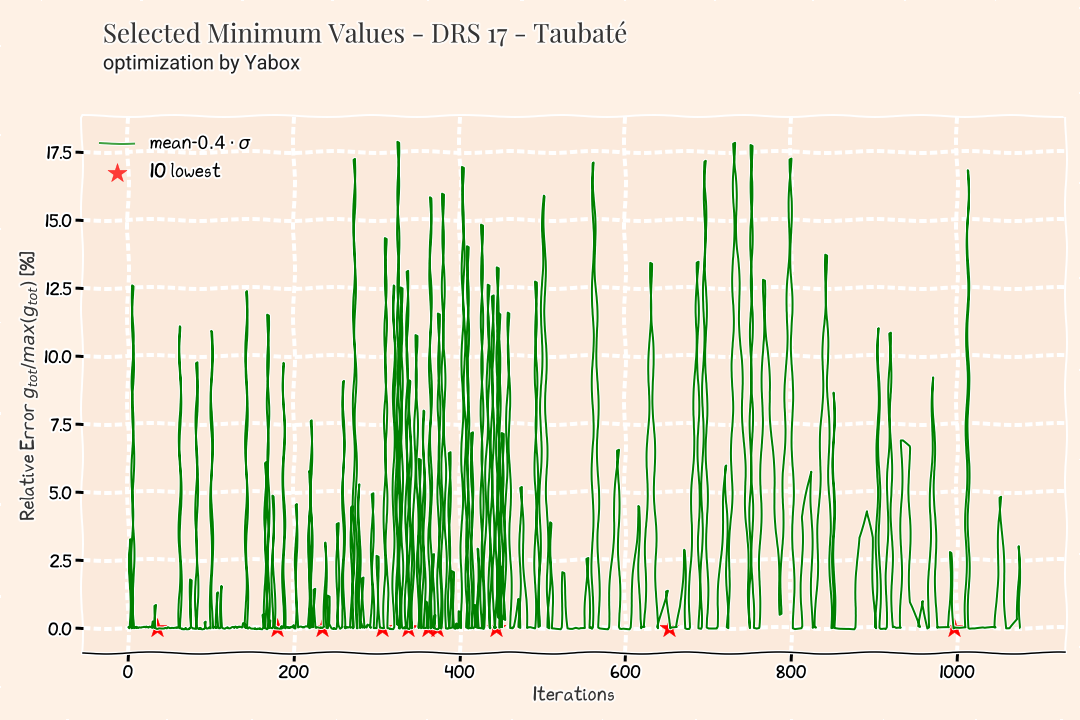 Selected Minimum Values - DRS 17 - Taubaté
optimization by Yabox
mean-0.4 · σ
10 lowest
Relative Error g_tot/max(g_tot) [%]
17.5
15.0
12.5
10.0
7.5
5.0
2.5
0.0
0 200 400 600 800 1000
Iterations